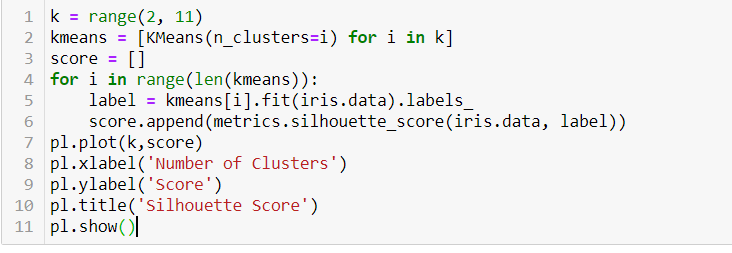 1 k = range(2, 11)
2 kmeans = [KMeans(n_clusters=i) for i in k]
3 score = []
4 for i in range(len(kmeans)):
5     label = kmeans[i].fit(iris.data).labels_
6     score.append(metrics.silhouette_score(iris.data, label))
7 pl.plot(k,score)
8 pl.xlabel('Number of Clusters')
9 pl.ylabel('Score')
10 pl.title('Silhouette Score')
11 pl.show()